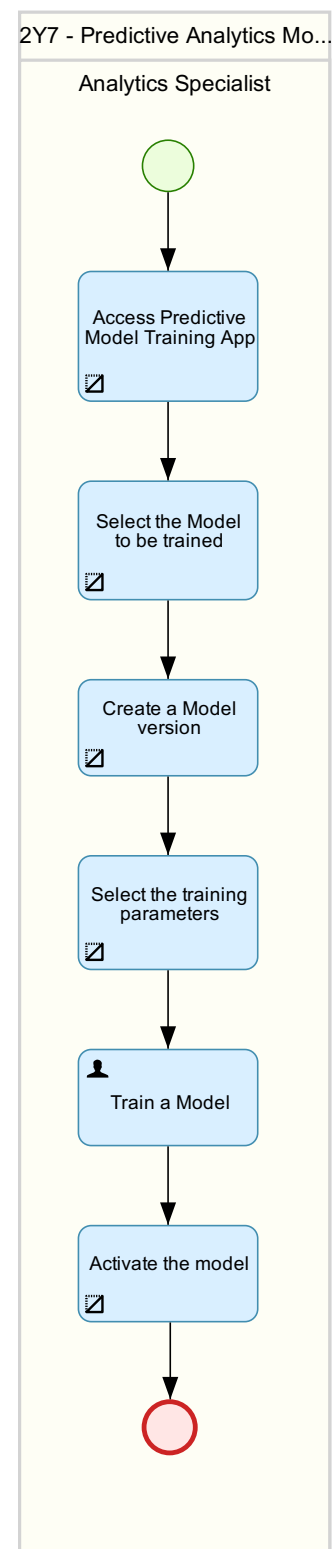 2Y7 - Predictive Analytics Mo...
Analytics Specialist
Access Predictive
Model Training App
Select the Model
to be trained
Create a Model
version
Select the training
parameters
Train a Model
Activate the model